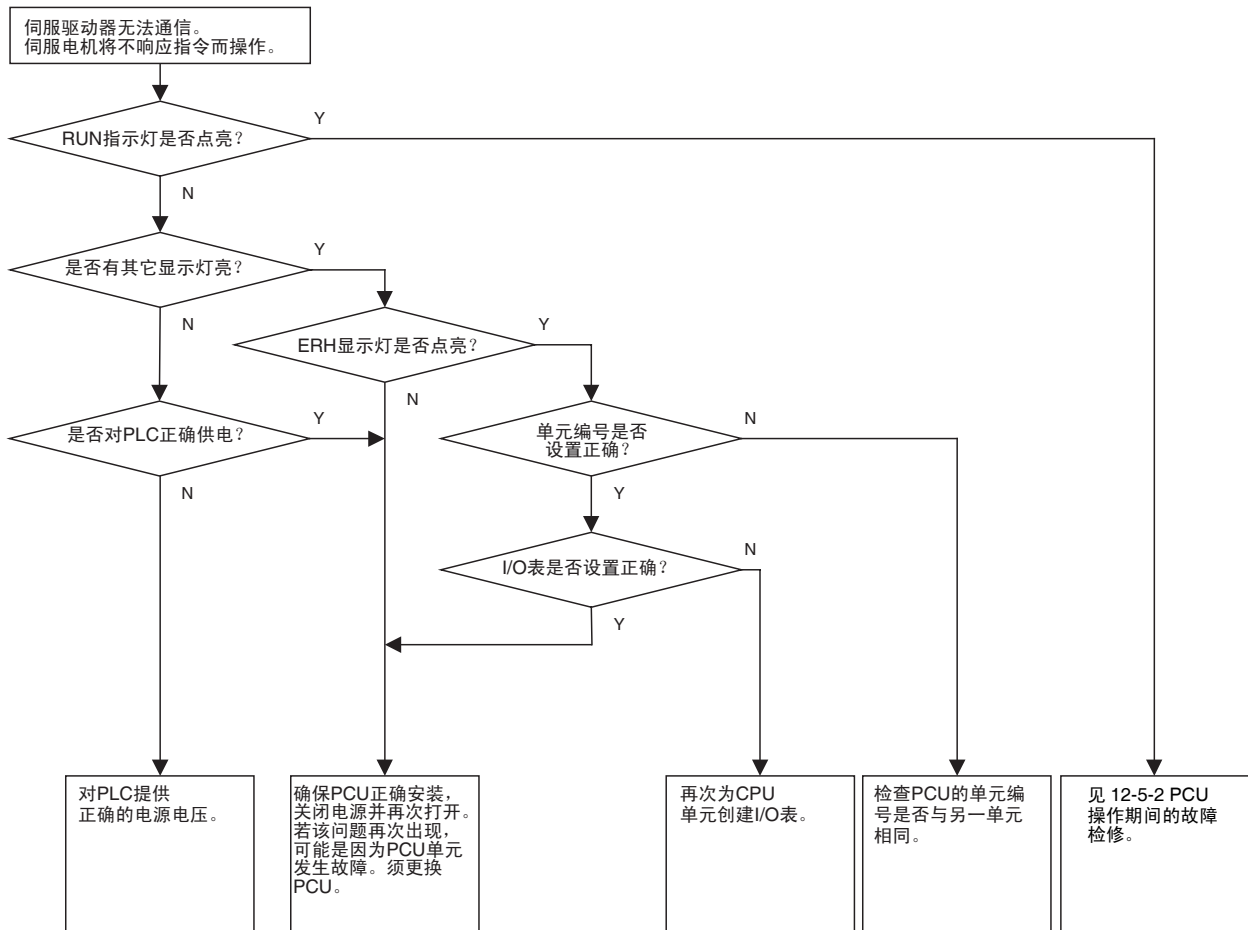 伺服驱动器无法通信。
伺服电机将不响应指令而操作。
Y
RUN指示灯是否点亮？
N
Y
是否有其它显示灯亮？
N
Y
ERH显示灯是否点亮？
N
Y
是否对PLC正确供电？
N
N
单元编号是否
设置正确？
Y
N
I/O表是否设置正确？
Y
对PLC提供
正确的电源电压。
确保PCU正确安装，
关闭电源并再次打开。
若该问题再次出现，
可能是因为PCU单元
发生故障。须更换
PCU。
再次为CPU
单元创建I/O表。
检查PCU的单元编
号是否与另一单元
相同。
见 12-5-2 PCU
操作期间的故障
检修。